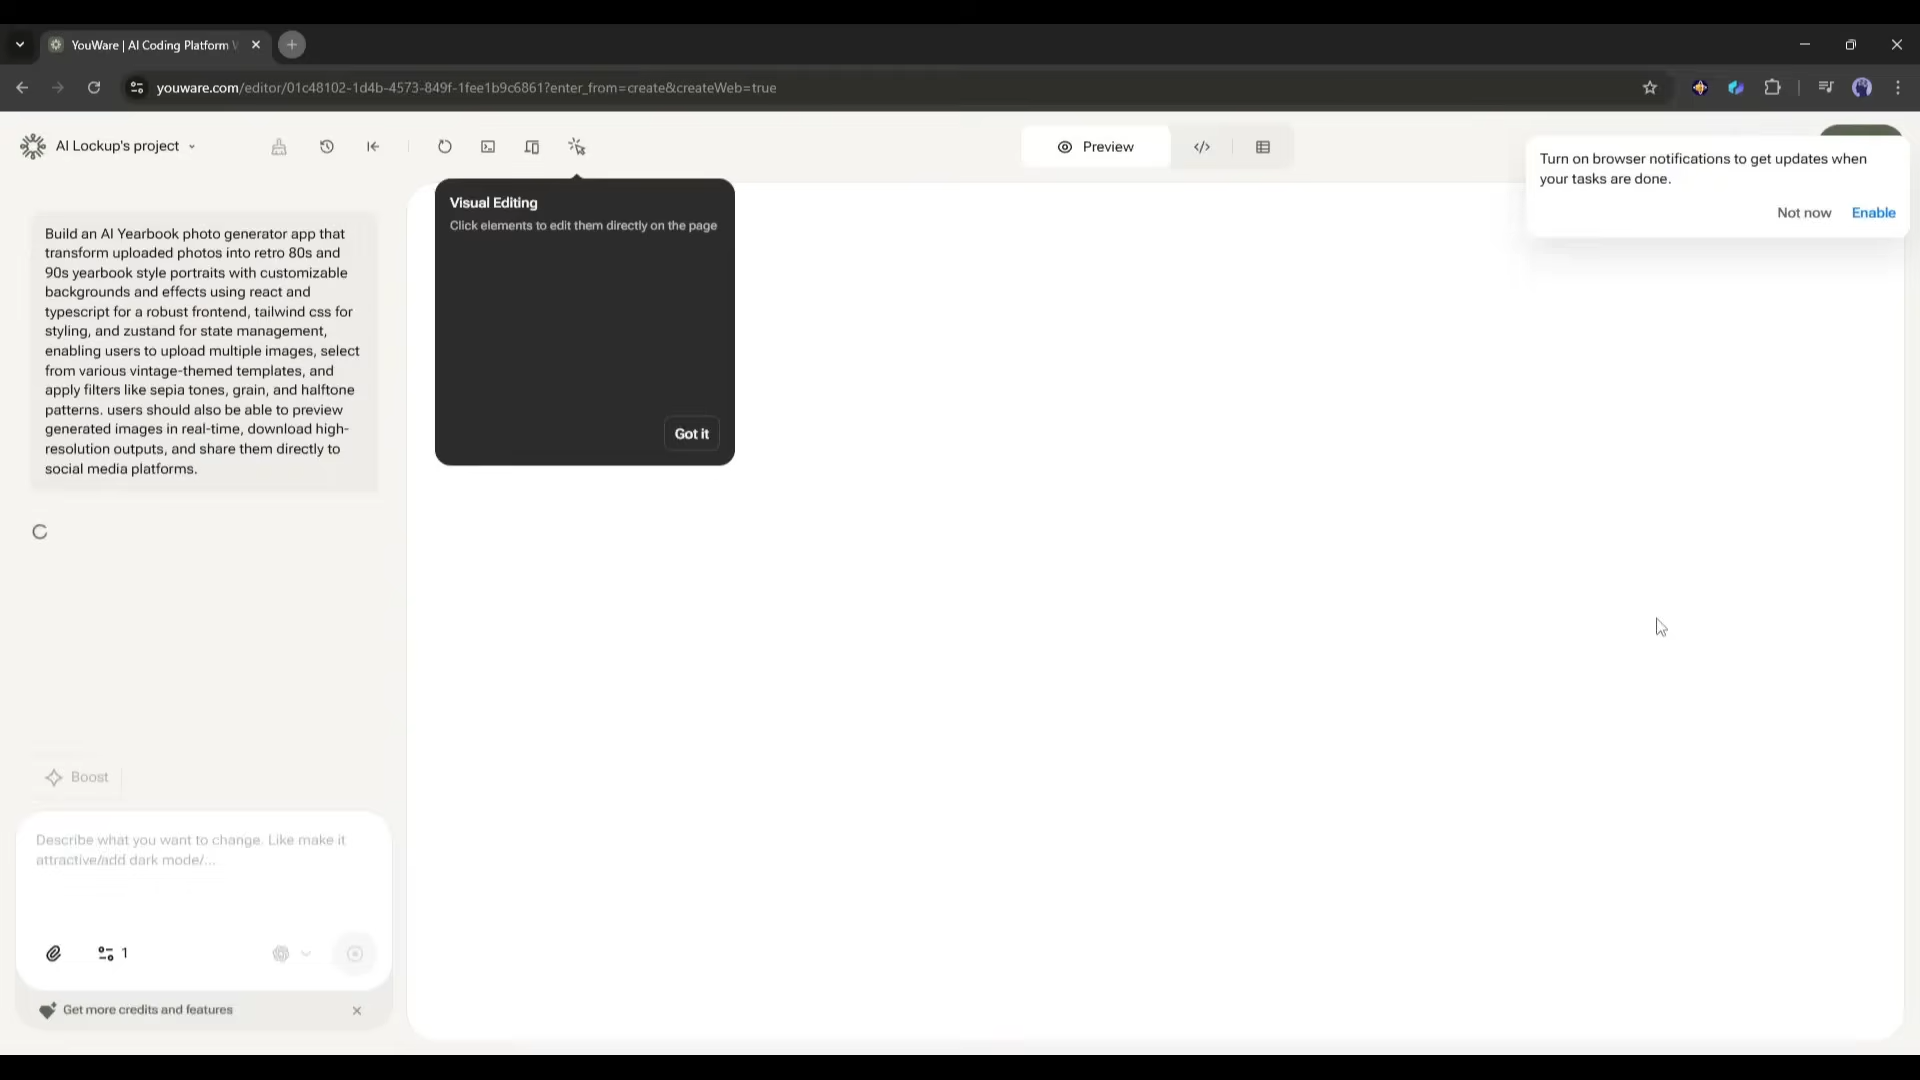 YouWare | AI Coding Platform
youware.com/editor/01c48102-1d4b-4573-849f-1fee1b9c6861?enter_from=create&createWeb=true
AI Lockup's project
Preview
Turn on browser notifications to get updates when
your tasks are done.
Not now
Enable
Visual Editing
Click elements to edit them directly on the page
Got it
Build an AI Yearbook photo generator app that
transform uploaded photos into retro 80s and
90s yearbook style portraits with customizable
backgrounds and effects using react and
typescript for a robust frontend, tailwind css for
styling, and zustand for state management,
enabling users to upload multiple images, select
from various vintage-themed templates, and
apply filters like sepia tones, grain, and halftone
patterns. users should also be able to preview
generated images in real-time, download high-
resolution outputs, and share them directly to
social media platforms.
Boost
Describe what you want to change. Like make it
attractive/add dark mode/...
1
Get more credits and features